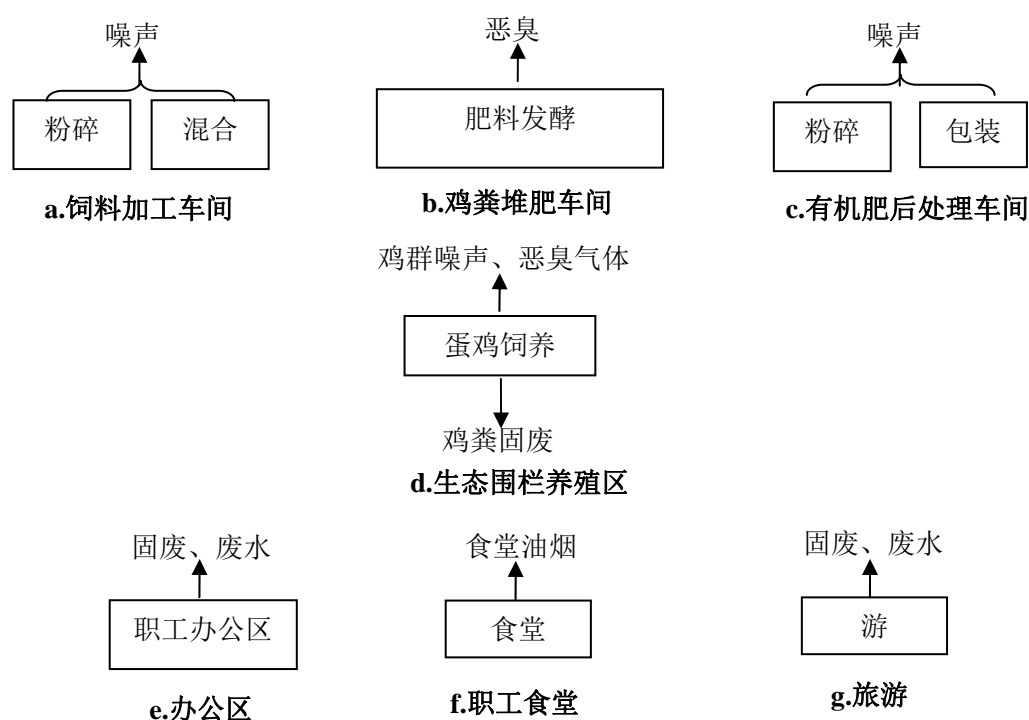 噪声
恶臭
噪声
粉碎
混合
肥料发酵
粉碎
包装
a.饲料加工车间
b.鸡粪堆肥车间
c.有机肥后处理车间
鸡群噪声、恶臭气体
蛋鸡饲养
鸡粪固废
d.生态围栏养殖区
固废、废水
食堂油烟
固废、废水
职工办公区
食堂
游
e.办公区
f.职工食堂
g.旅游